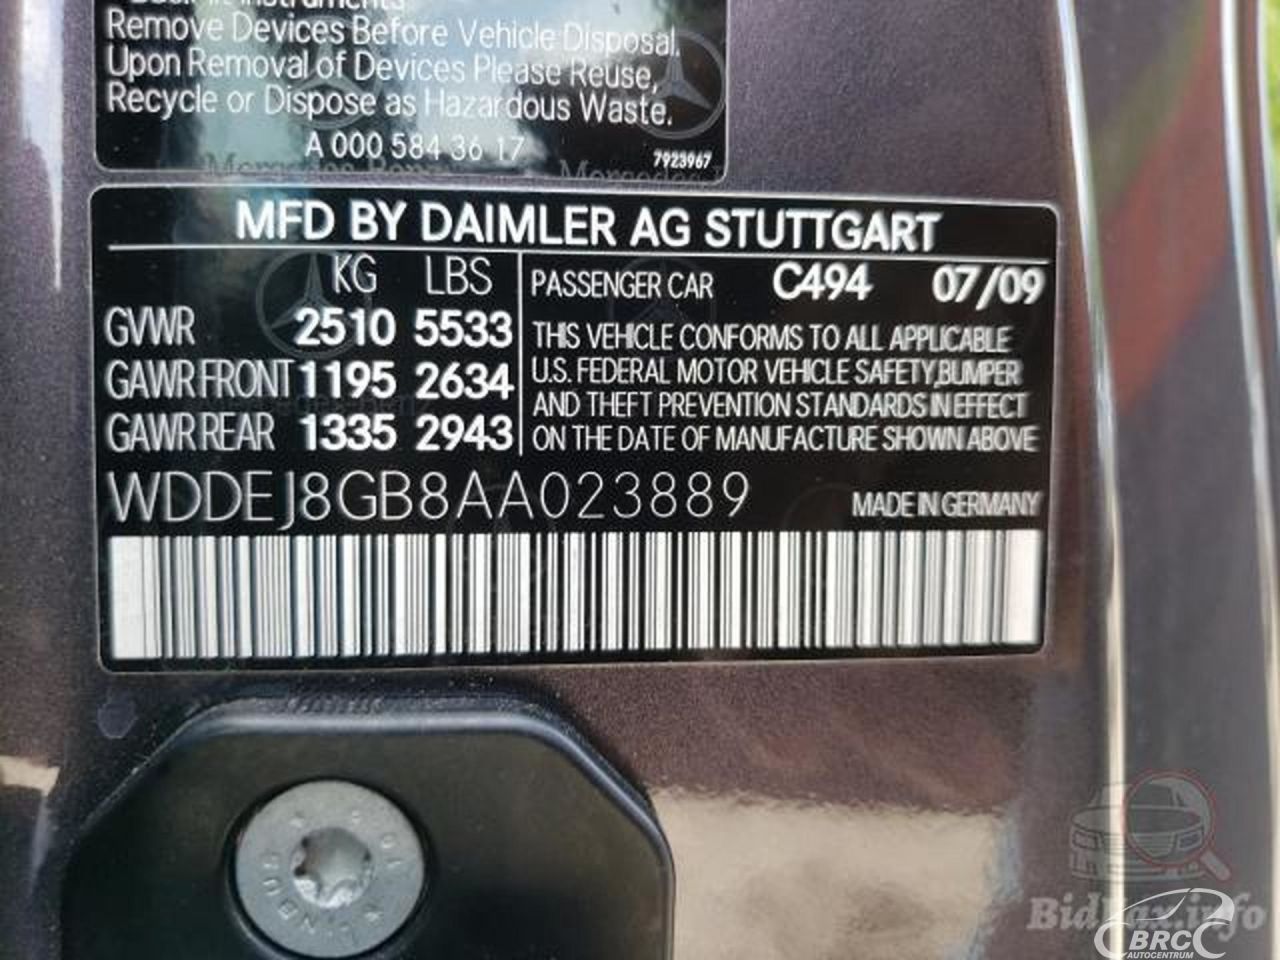 Instruments
Remove Devices Before Vehicle Disposal.
Upon Removal of Devices Please Reuse,
Recycle or Dispose as Hazardous Waste.
A 000 584 36 17 7923967
MFD BY DAIMLER AG STUTTGART
KG LBS PASSENGER CAR C494 07/09
GVWR 2510 5533
GAWR FRONT 1195 2634
GAWR REAR 1335 2943
THIS VEHICLE CONFORMS TO ALL APPLICABLE
U.S. FEDERAL MOTOR VEHICLE SAFETY, BUMPER
AND THEFT PREVENTION STANDARDS IN EFFECT
ON THE DATE OF MANUFACTURE SHOWN ABOVE
WDDEJ8GB8AA023889 MADE IN GERMANY
BidFax.info
BRC
AUTOCENTRUM